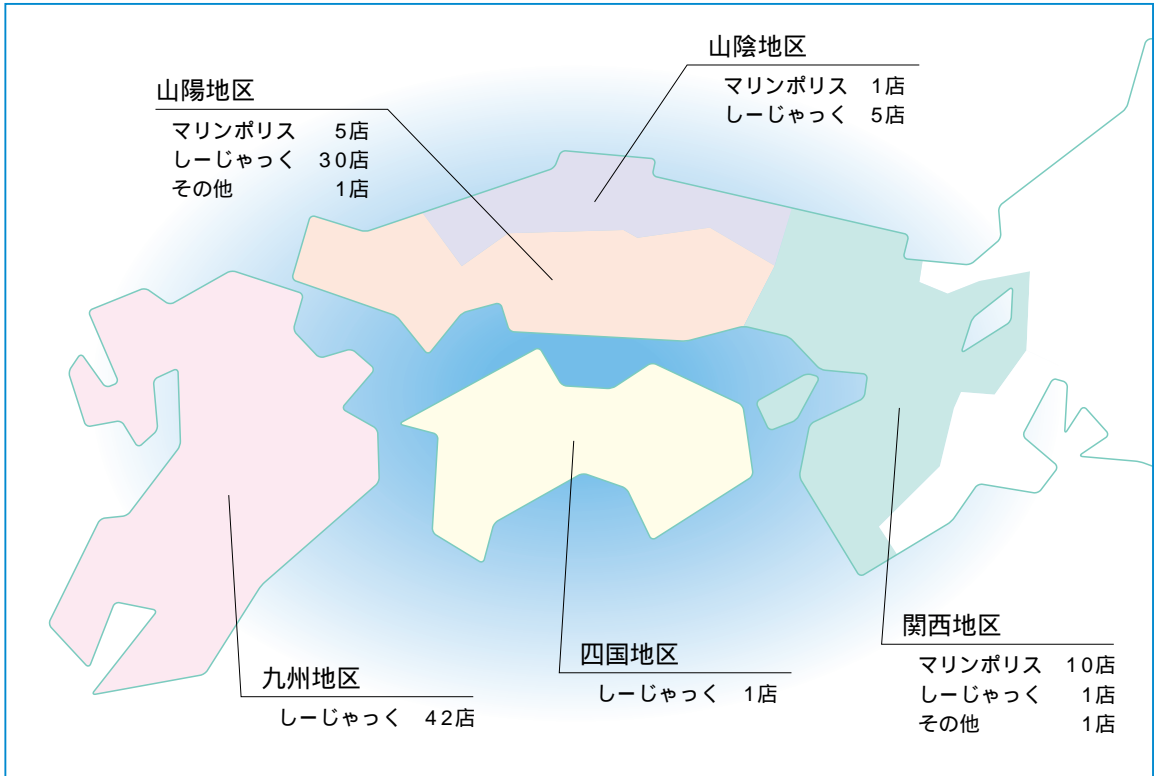 山陰地区
マリンポリス 1店
しーじゃっく 5店
山陽地区
マリンポリス 5店
しーじゃっく 30店
その他 1店
関西地区
マリンポリス 10店
しーじゃっく 1店
その他 1店
四国地区
しーじゃっく 1店
九州地区
しーじゃっく 42店